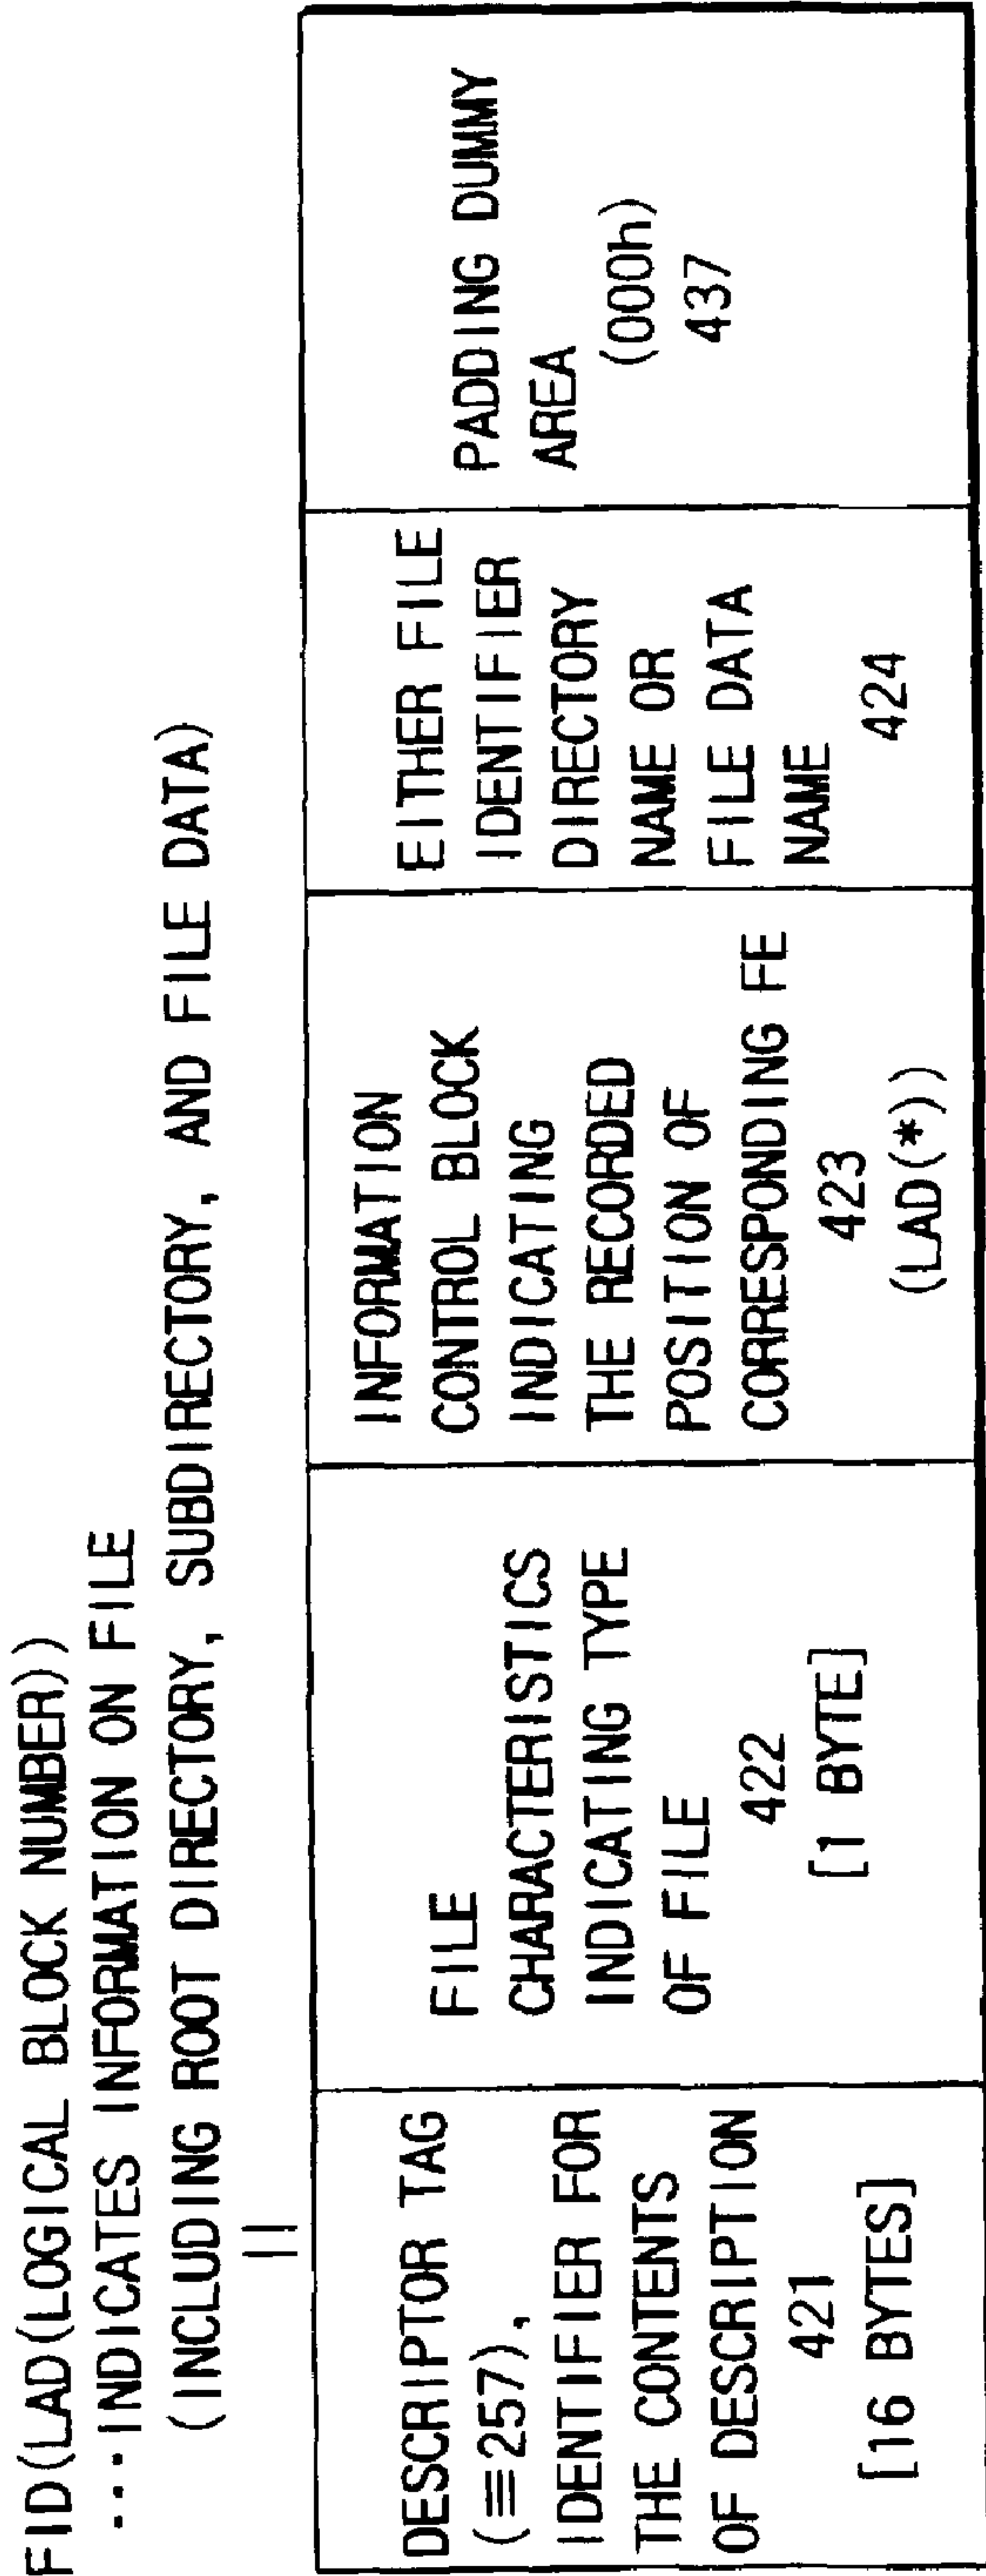 FID(LAD(LOGICAL BLOCK NUMBER))
···INDICATES INFORMATION ON FILE
(INCLUDING ROOT DIRECTORY, SUBDIRECTORY, AND FILE DATA)
||
DESCRIPTOR TAG
(≡257),
IDENTIFIER FOR
THE CONTENTS
OF DESCRIPTION
421
[16 BYTES]
FILE
CHARACTERISTICS
INDICATING TYPE
OF FILE
422
[1 BYTE]
INFORMATION
CONTROL BLOCK
INDICATING
THE RECORDED
POSITION OF
CORRESPONDING FE
423
(LAD(*))
EITHER FILE
IDENTIFIER
DIRECTORY
NAME OR
FILE DATA
NAME
424
PADDING DUMMY
AREA
(000h)
437